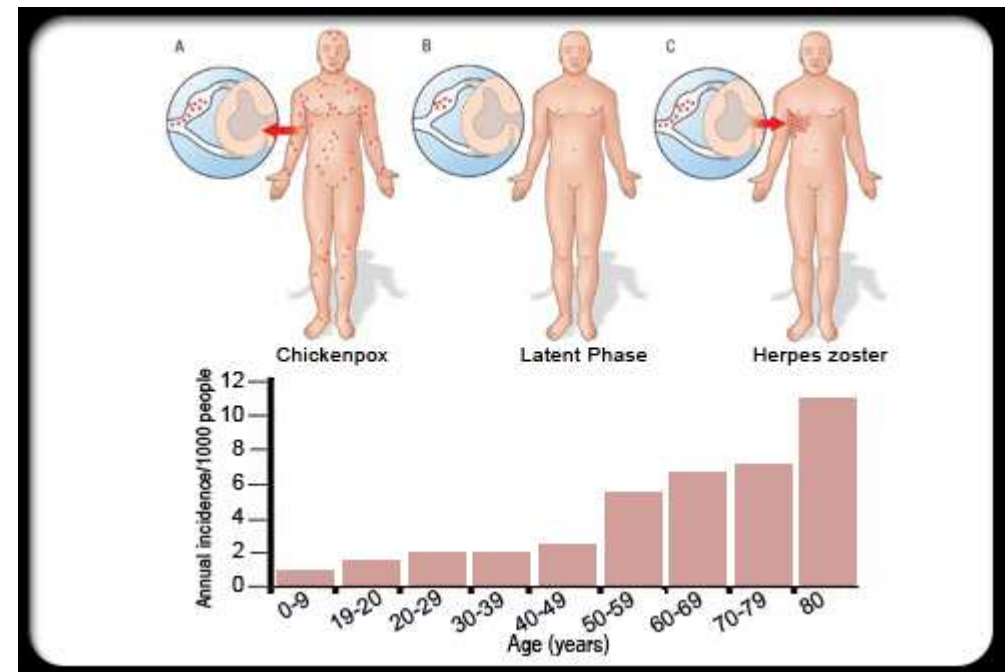 A B C
Chickenpox Latent Phase Herpes zoster
Annual incidence/1000 people
12
10
8
6
4
2
0
0-9 19-20 20-29 30-39 40-49 50-59 60-69 70-79 80
Age (years)